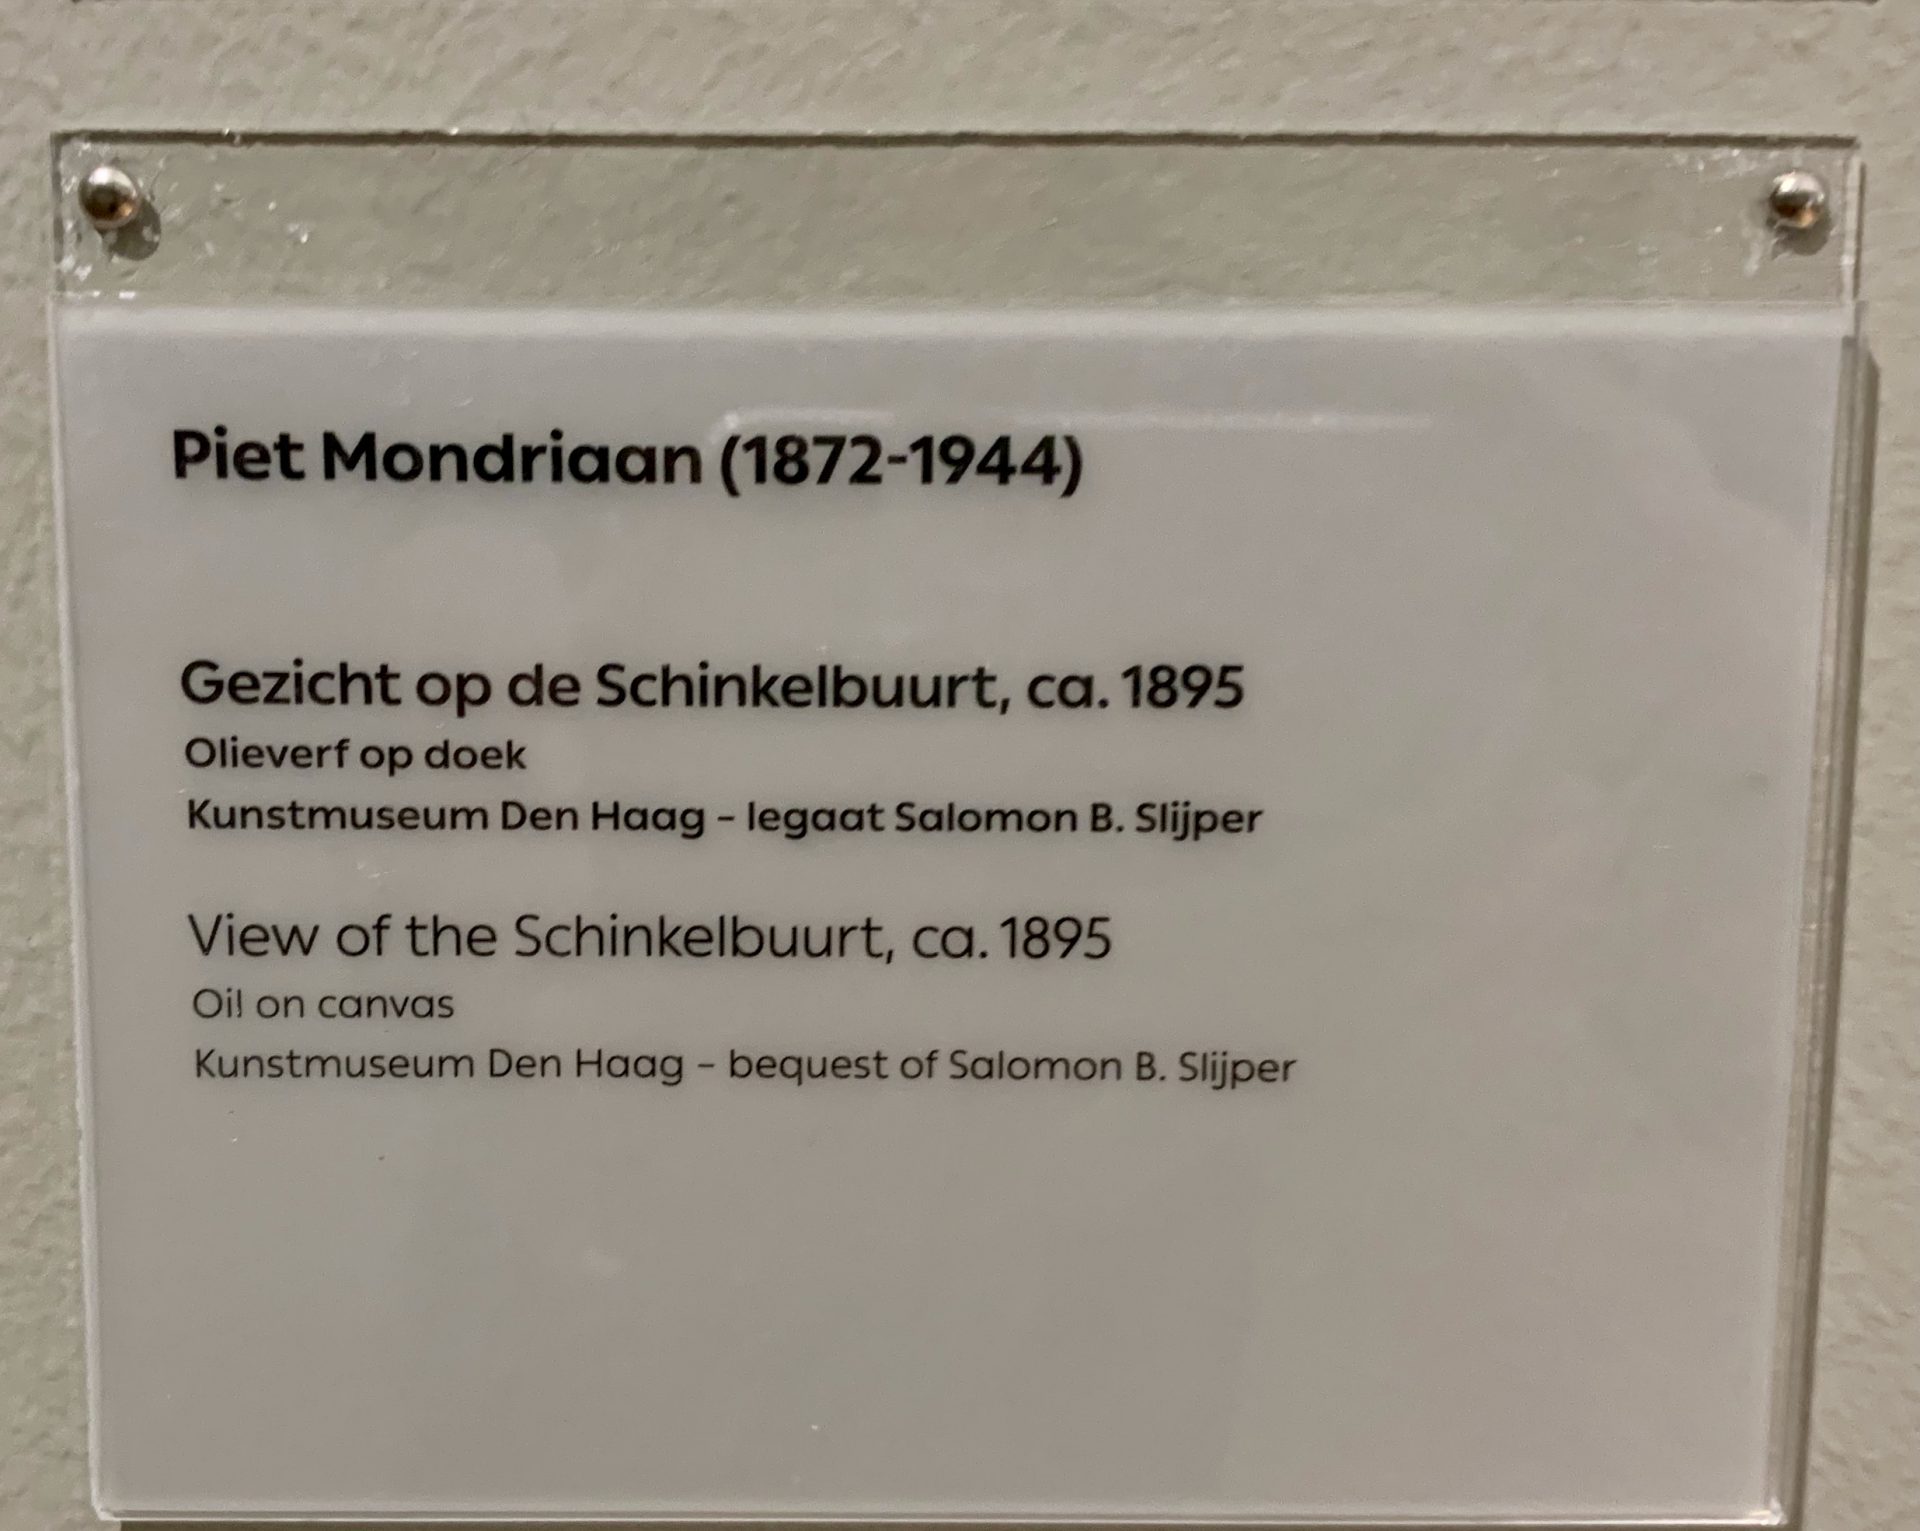 Piet Mondriaan (1872-1944)
Gezicht op de Schinkelbuurt, ca. 1895
Olieverf op doek
Kunstmuseum Den Haag – legaat Salomon B. Slijper
View of the Schinkelbuurt, ca. 1895
Oil on canvas
Kunstmuseum Den Haag – bequest of Salomon B. Slijper